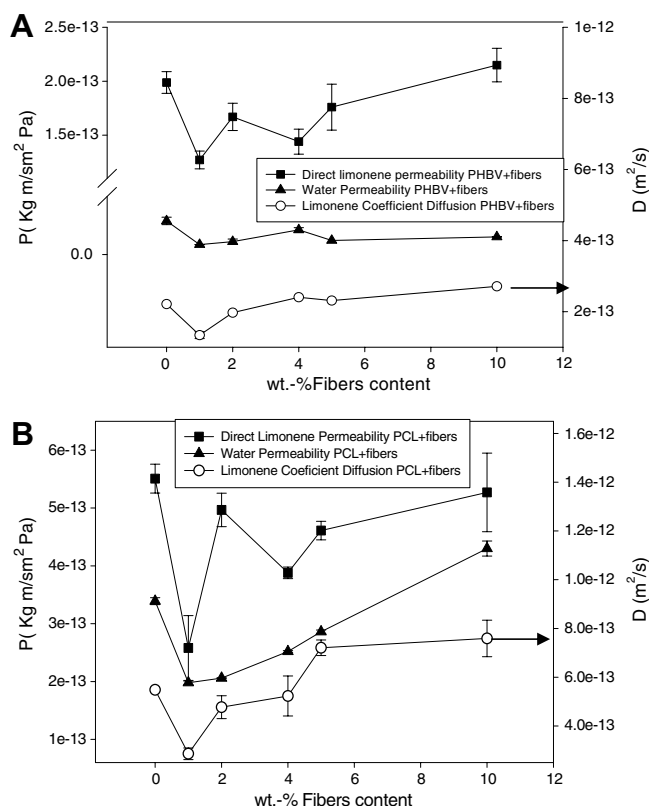 A
2.5e-13
2.0e-13
1.5e-13
0.0
P( Kg m/sm² Pa)
Direct limonene permeability PHBV+fibers
Water Permeability PHBV+fibers
Limonene Coefficient Diffusion PHBV+fibers
1e-12
8e-13
6e-13
4e-13
2e-13
D (m²/s)
0 2 4 6 8 10 12
wt.-%Fibers content
B
6e-13
5e-13
4e-13
3e-13
2e-13
1e-13
P( Kg m/sm² Pa)
Direct Limonene Permeability PCL+fibers
Water Permeability PCL+fibers
Limonene Coeficient Diffusion PCL+fibers
1.6e-12
1.4e-12
1.2e-12
1e-12
8.0e-13
6.0e-13
4.0e-13
D (m²/s)
0 2 4 6 8 10 12
wt.-% Fibers content